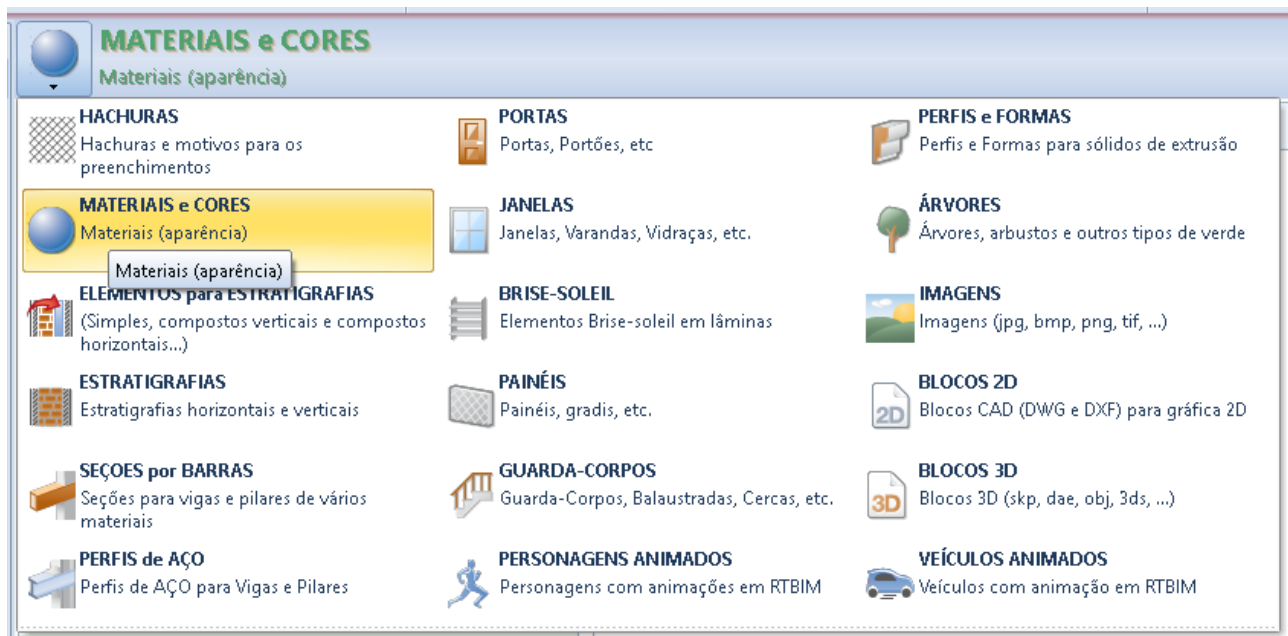 MATERIAIS e CORES
Materiais (aparência)
HACHURAS
Hachuras e motivos para os
preenchimentos
MATERIAIS e CORES
Materiais (aparência)
Materiais (aparência)
ELEMENTOS para ESTRATIGRAFIAS
(Simples, compostos verticais e compostos
horizontais...)
ESTRATIGRAFIAS
Estratigrafias horizontais e verticais
SEÇOES por BARRAS
Seções para vigas e pilares de vários
materiais
PERFIS de AÇO
Perfis de AÇO para Vigas e Pilares
PORTAS
Portas, Portões, etc
JANELAS
Janelas, Varandas, Vidraças, etc.
BRISE-SOLEIL
Elementos Brise-soleil em lâminas
PAINÉIS
Painéis, gradis, etc.
GUARDA-CORPOS
Guarda-Corpos, Balaustradas, Cercas, etc.
PERSONAGENS ANIMADOS
Personagens com animações em RTBIM
PERFIS e FORMAS
Perfis e Formas para sólidos de extrusão
ÁRVORES
Árvores, arbustos e outros tipos de verde
IMAGENS
Imagens (jpg, bmp, png, tif, ...)
2D
BLOCOS 2D
Blocos CAD (DWG e DXF) para gráfica 2D
3D
BLOCOS 3D
Blocos 3D (skp, dae, obj, 3ds, ...)
VEÍCULOS ANIMADOS
Veículos com animação em RTBIM